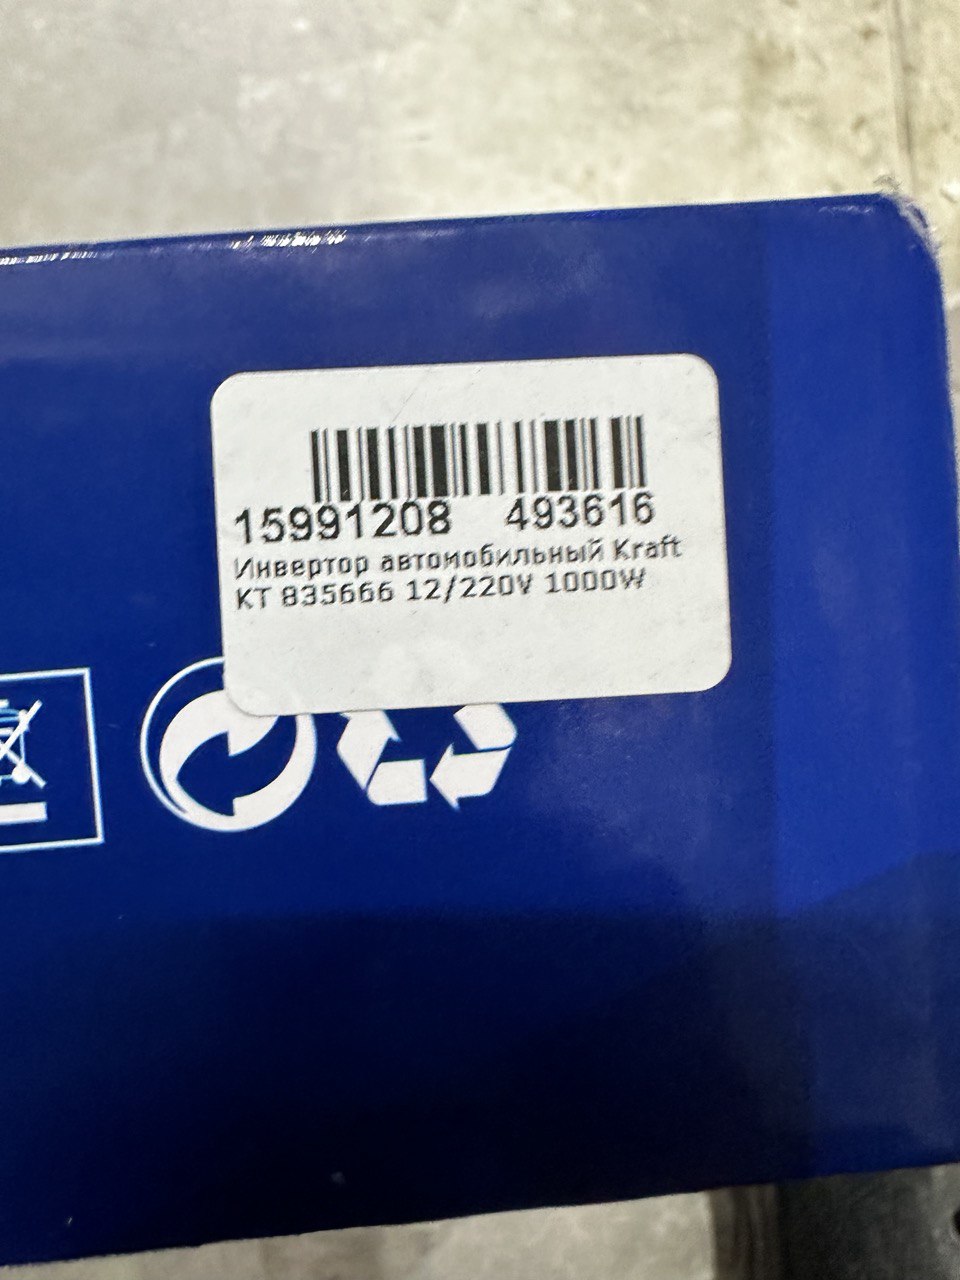 15991208 493616
Инвертор автомобильный Kraft
KT 835666 12/220V 1000W